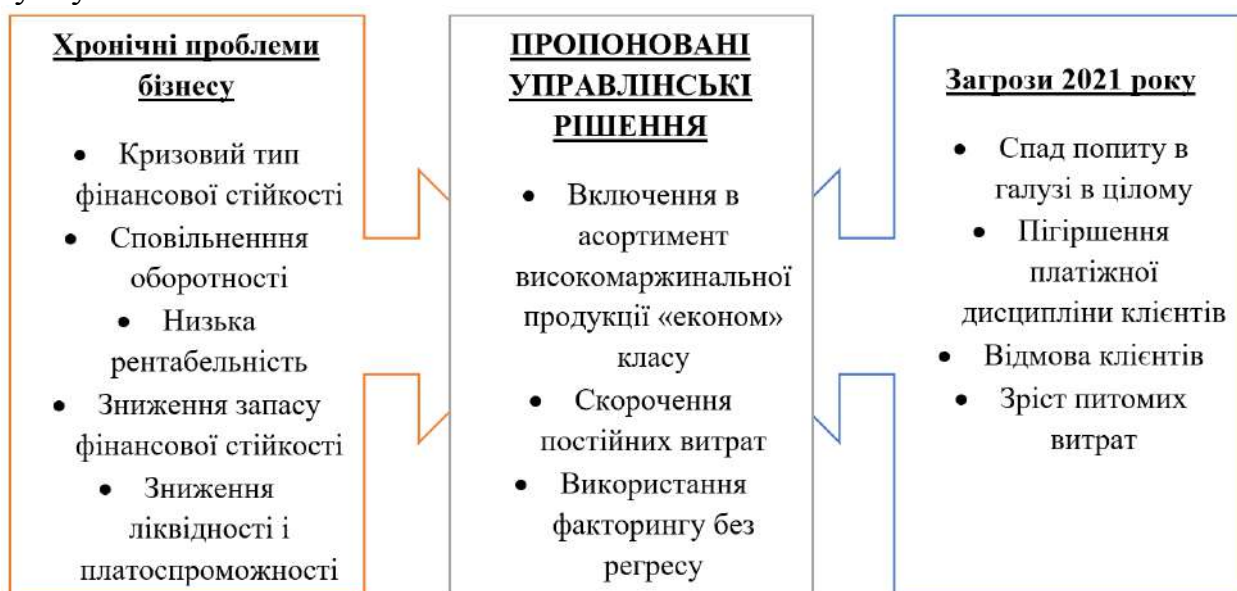 Хронічні проблеми
бізнесу
• Кризовий тип
фінансової стійкості
• Сповільненння
оборотності
• Низька
рентабельність
• Зниження запасу
фінансової стійкості
• Зниження
ліквідності і
платоспроможності
ПРОПОНОВАНІ
УПРАВЛІНСЬКІ
РІШЕННЯ
• Включення в
асортимент
високомаржинальної
продукції «економ»
класу
• Скорочення
постійних витрат
• Використання
факторингу без
регресу
Загрози 2021 року
• Спад попиту в
галузі в цілому
• Пігіршення
платіжної
дисципліни клієнтів
• Відмова клієнтів
• Зріст питомих
витрат